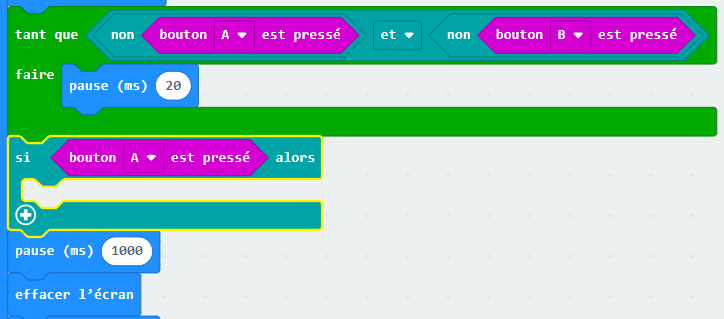 tant que non bouton A est pressé et non bouton B est pressé
faire pause (ms) 20
si bouton A est pressé alors
pause (ms) 1000
effacer l’écran